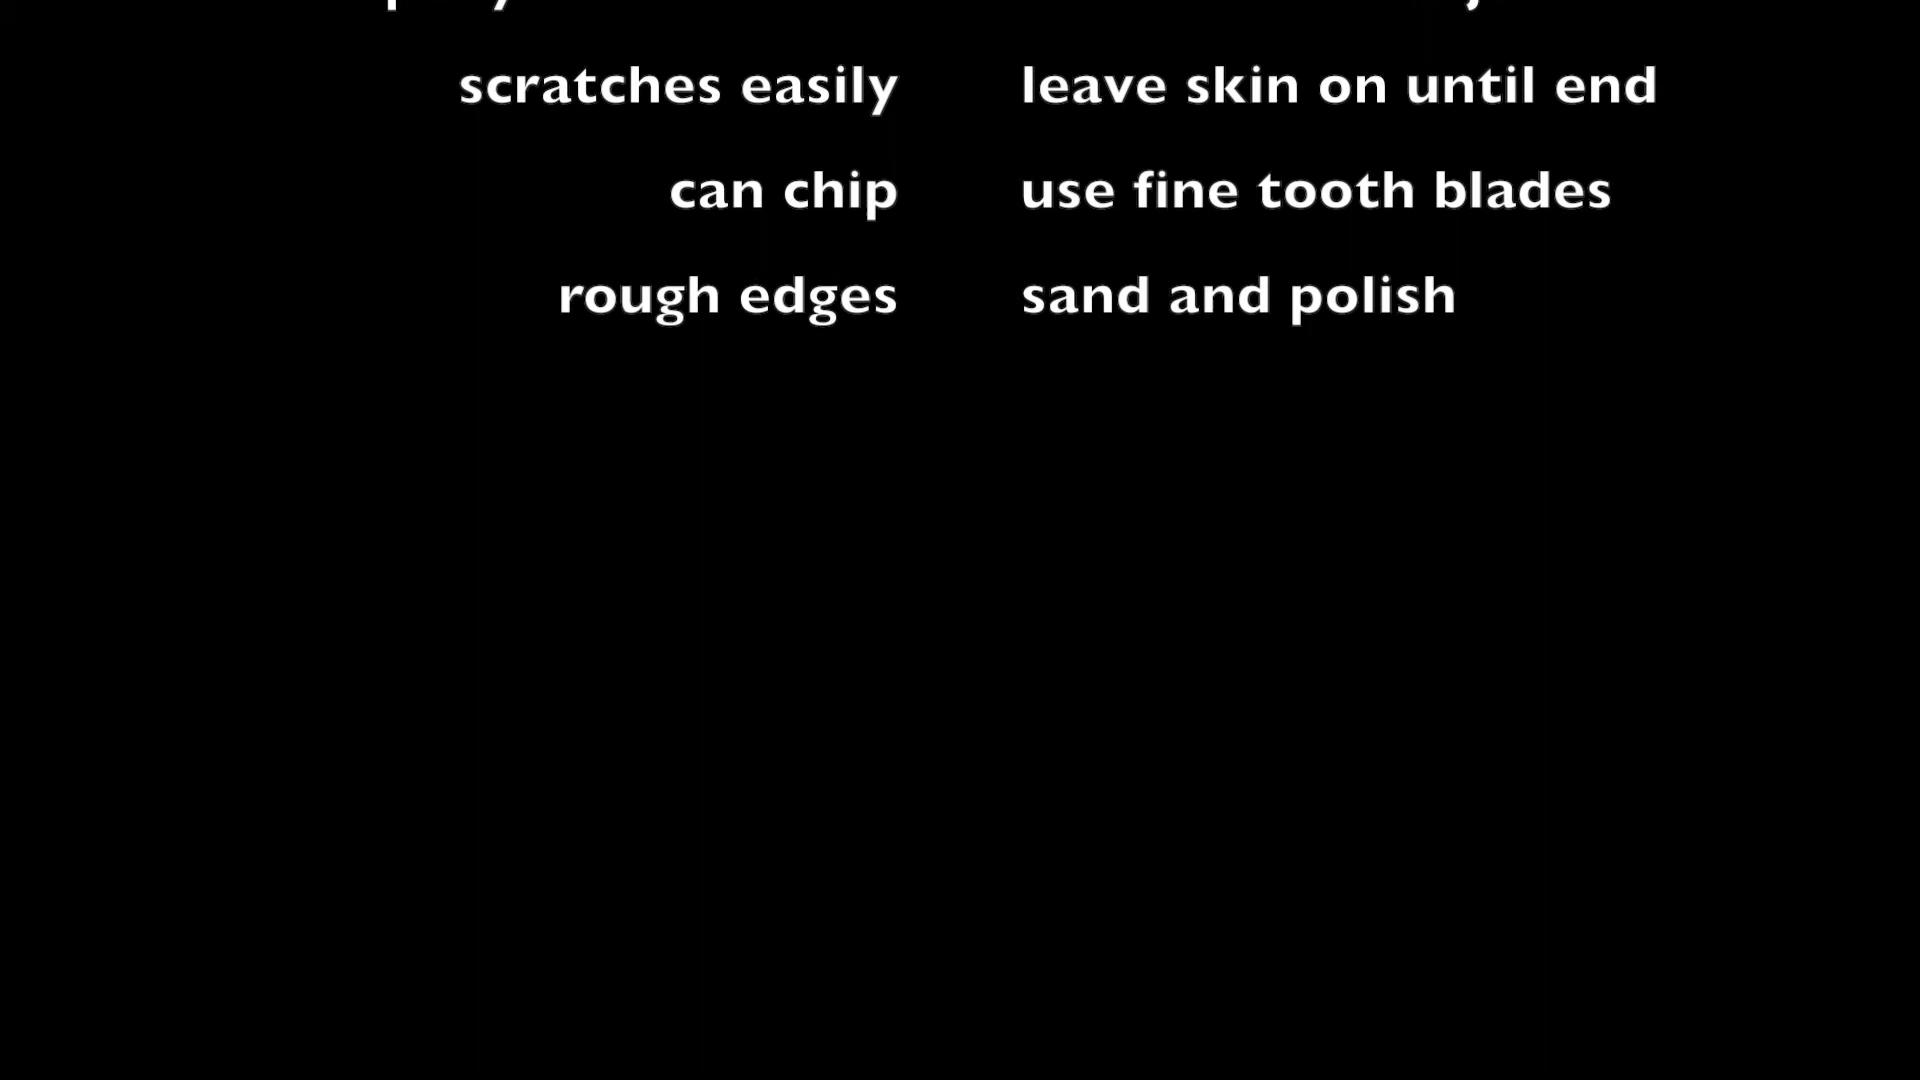 scratches easily leave skin on until end
can chip use fine tooth blades
rough edges sand and polish